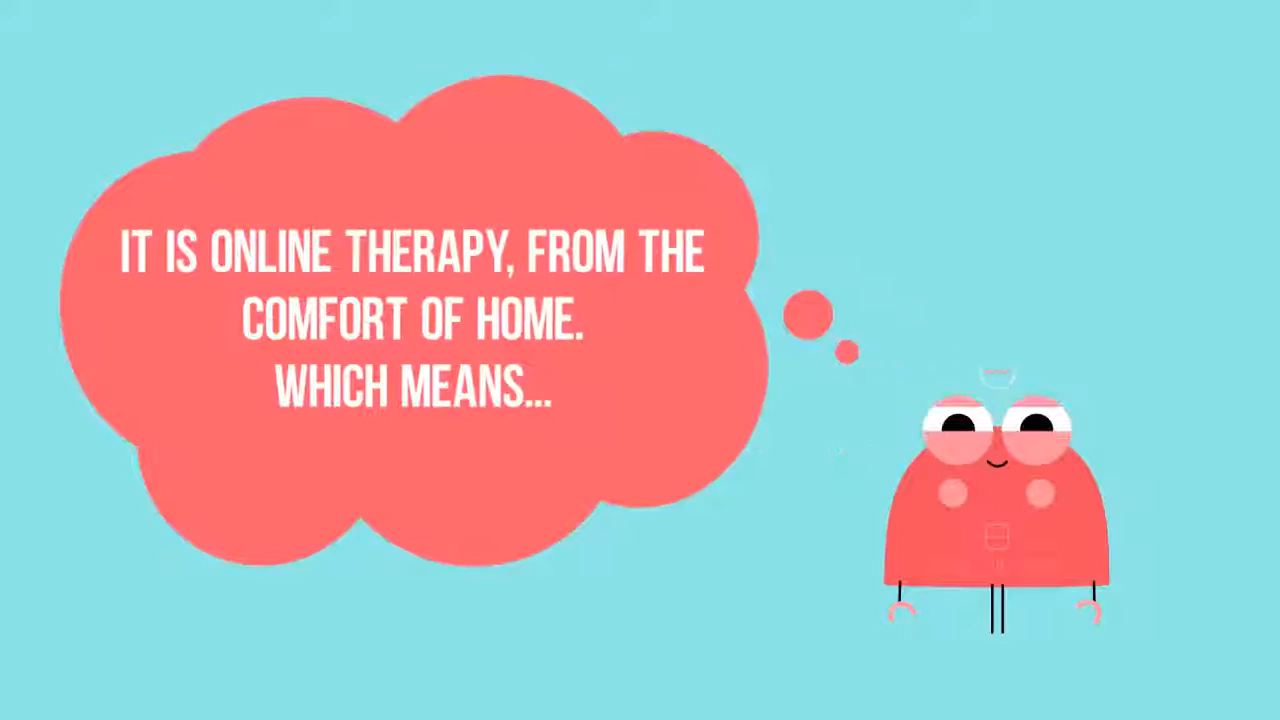 IT IS ONLINE THERAPY, FROM THE
COMFORT OF HOME.
WHICH MEANS...